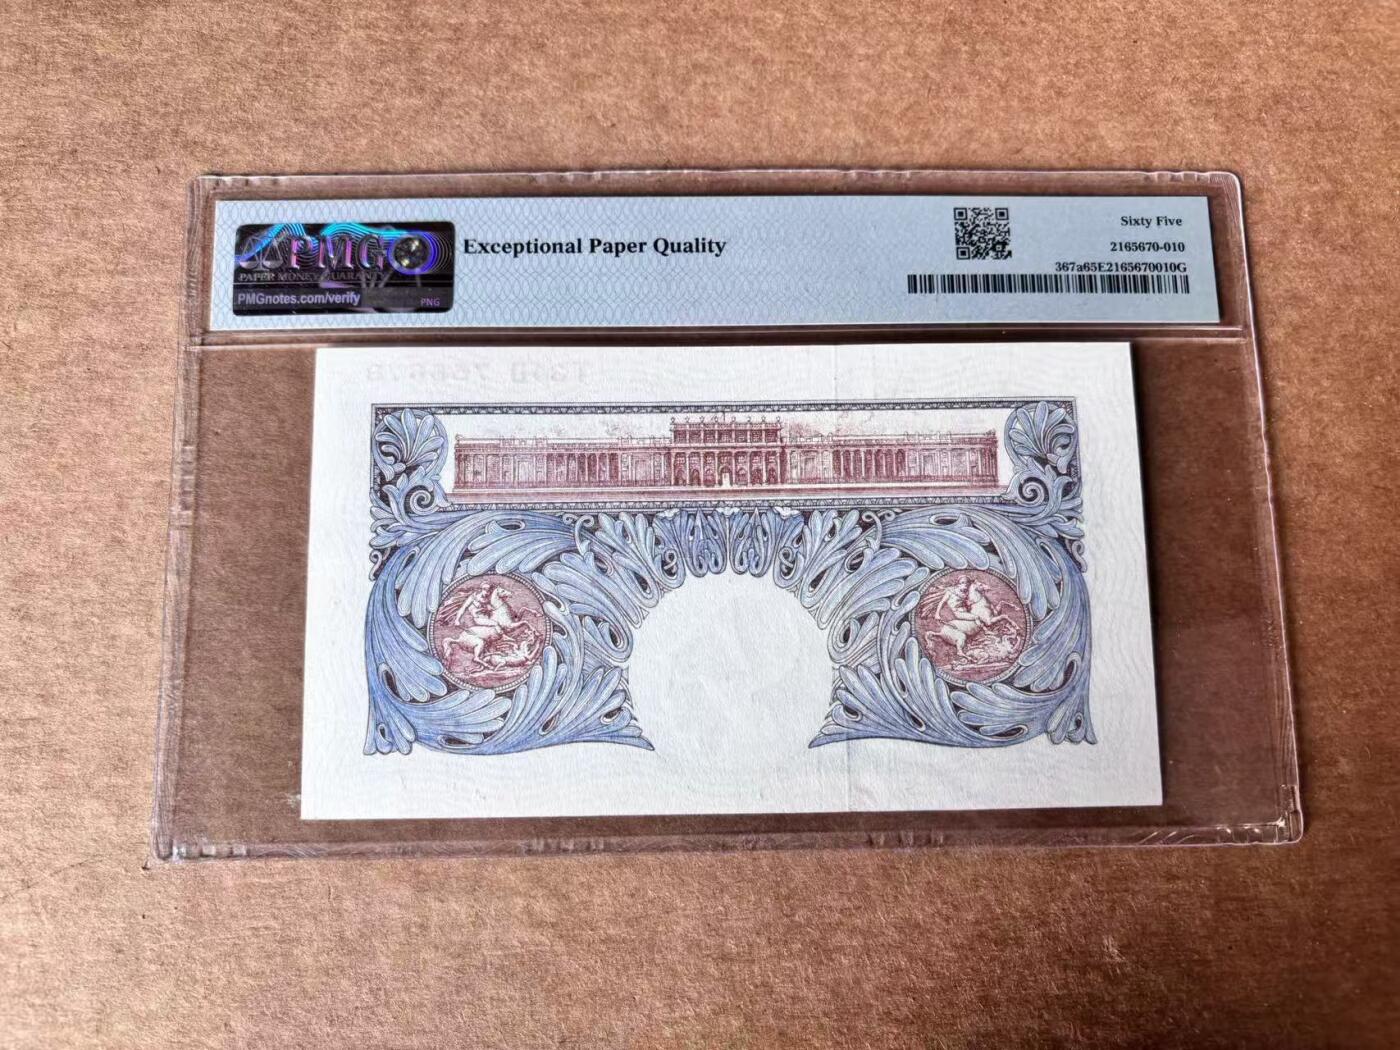 PMG
PAPER MONEY GUARANTY
PMGnotes.com/verify
PNG
Exceptional Paper Quality
Sixty Five
2165670-010
367a65E2165670010G